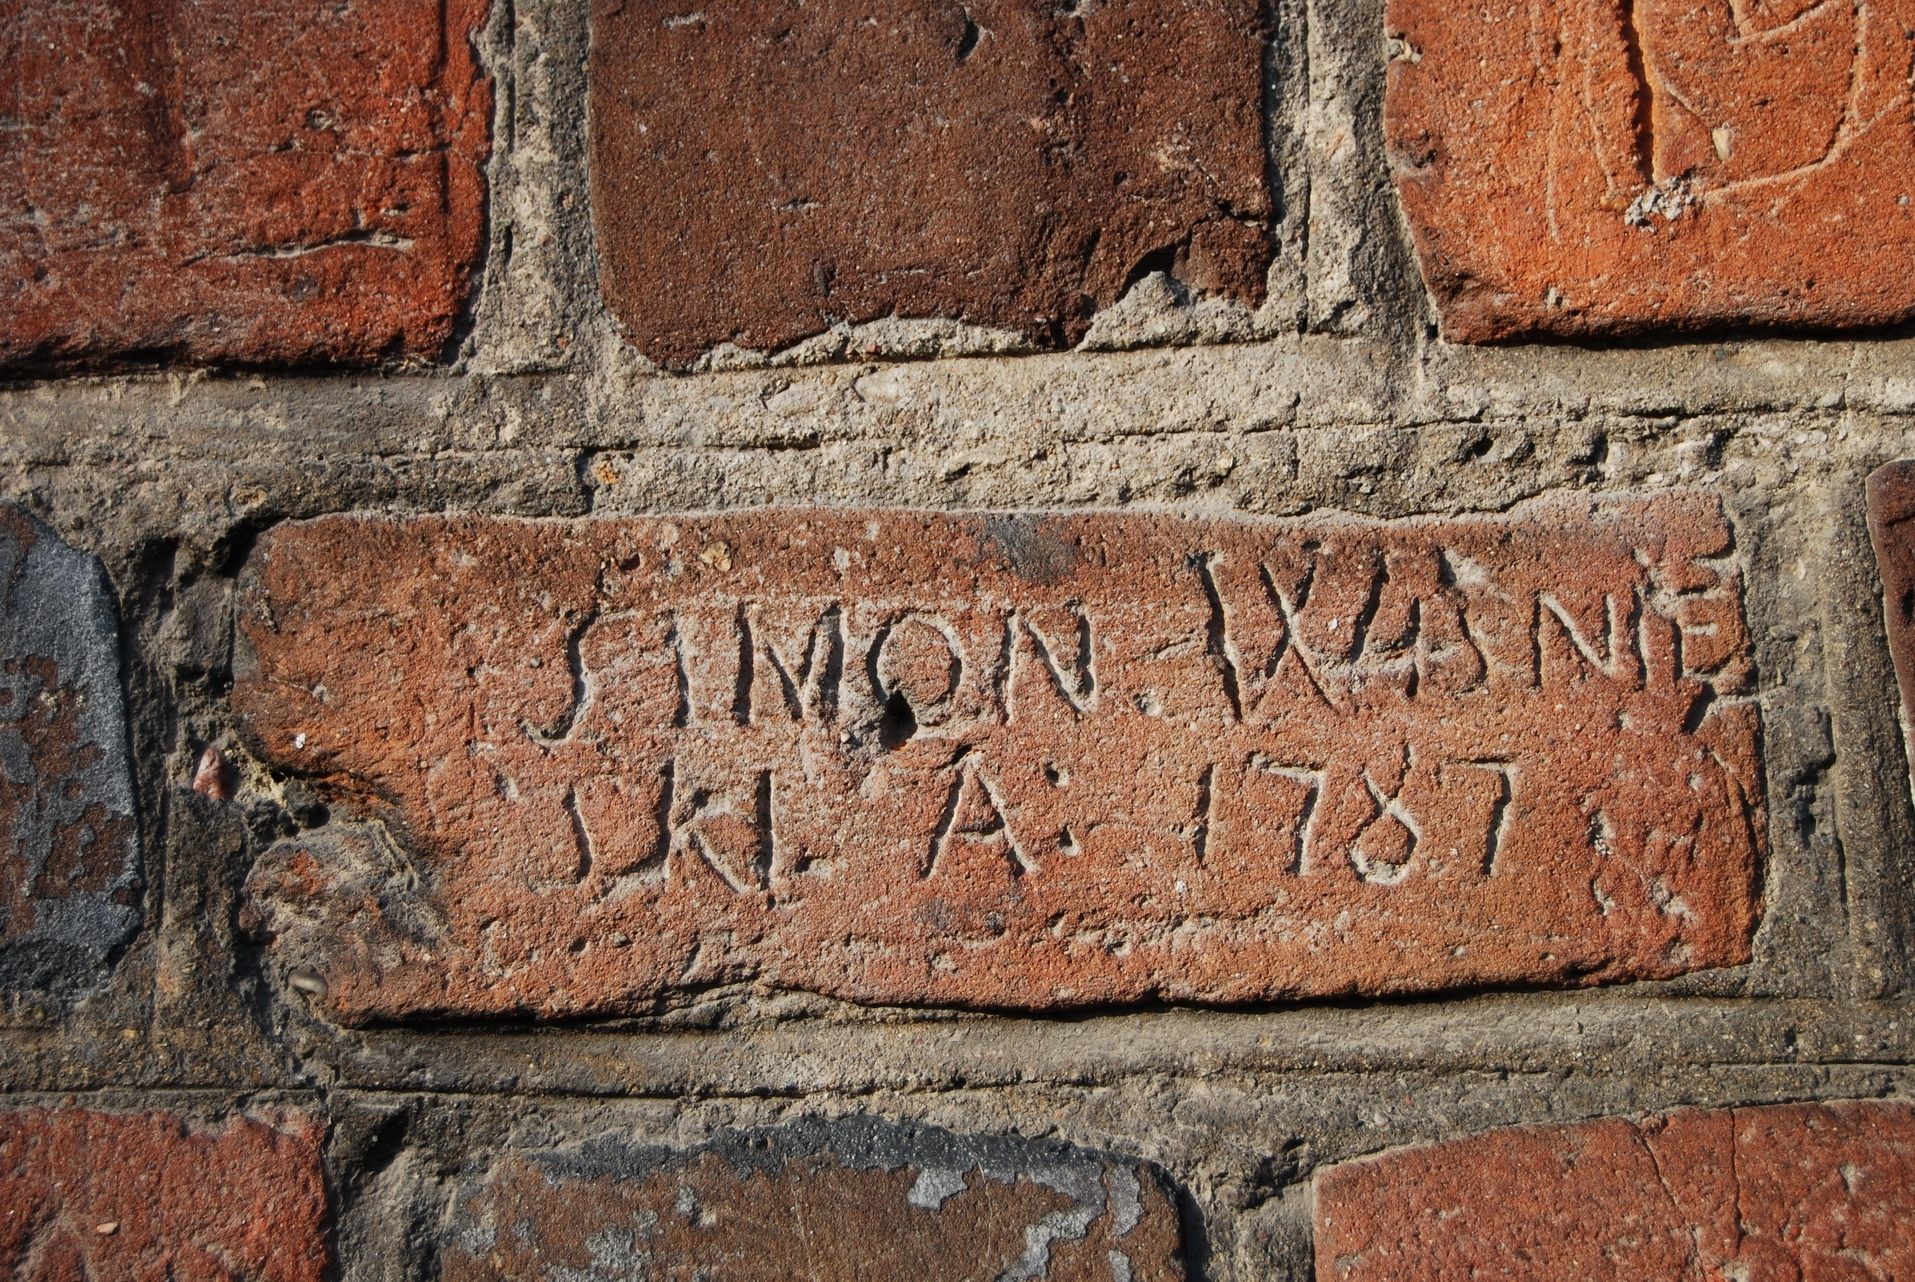 SIMON IWANE
SKI A: 1787